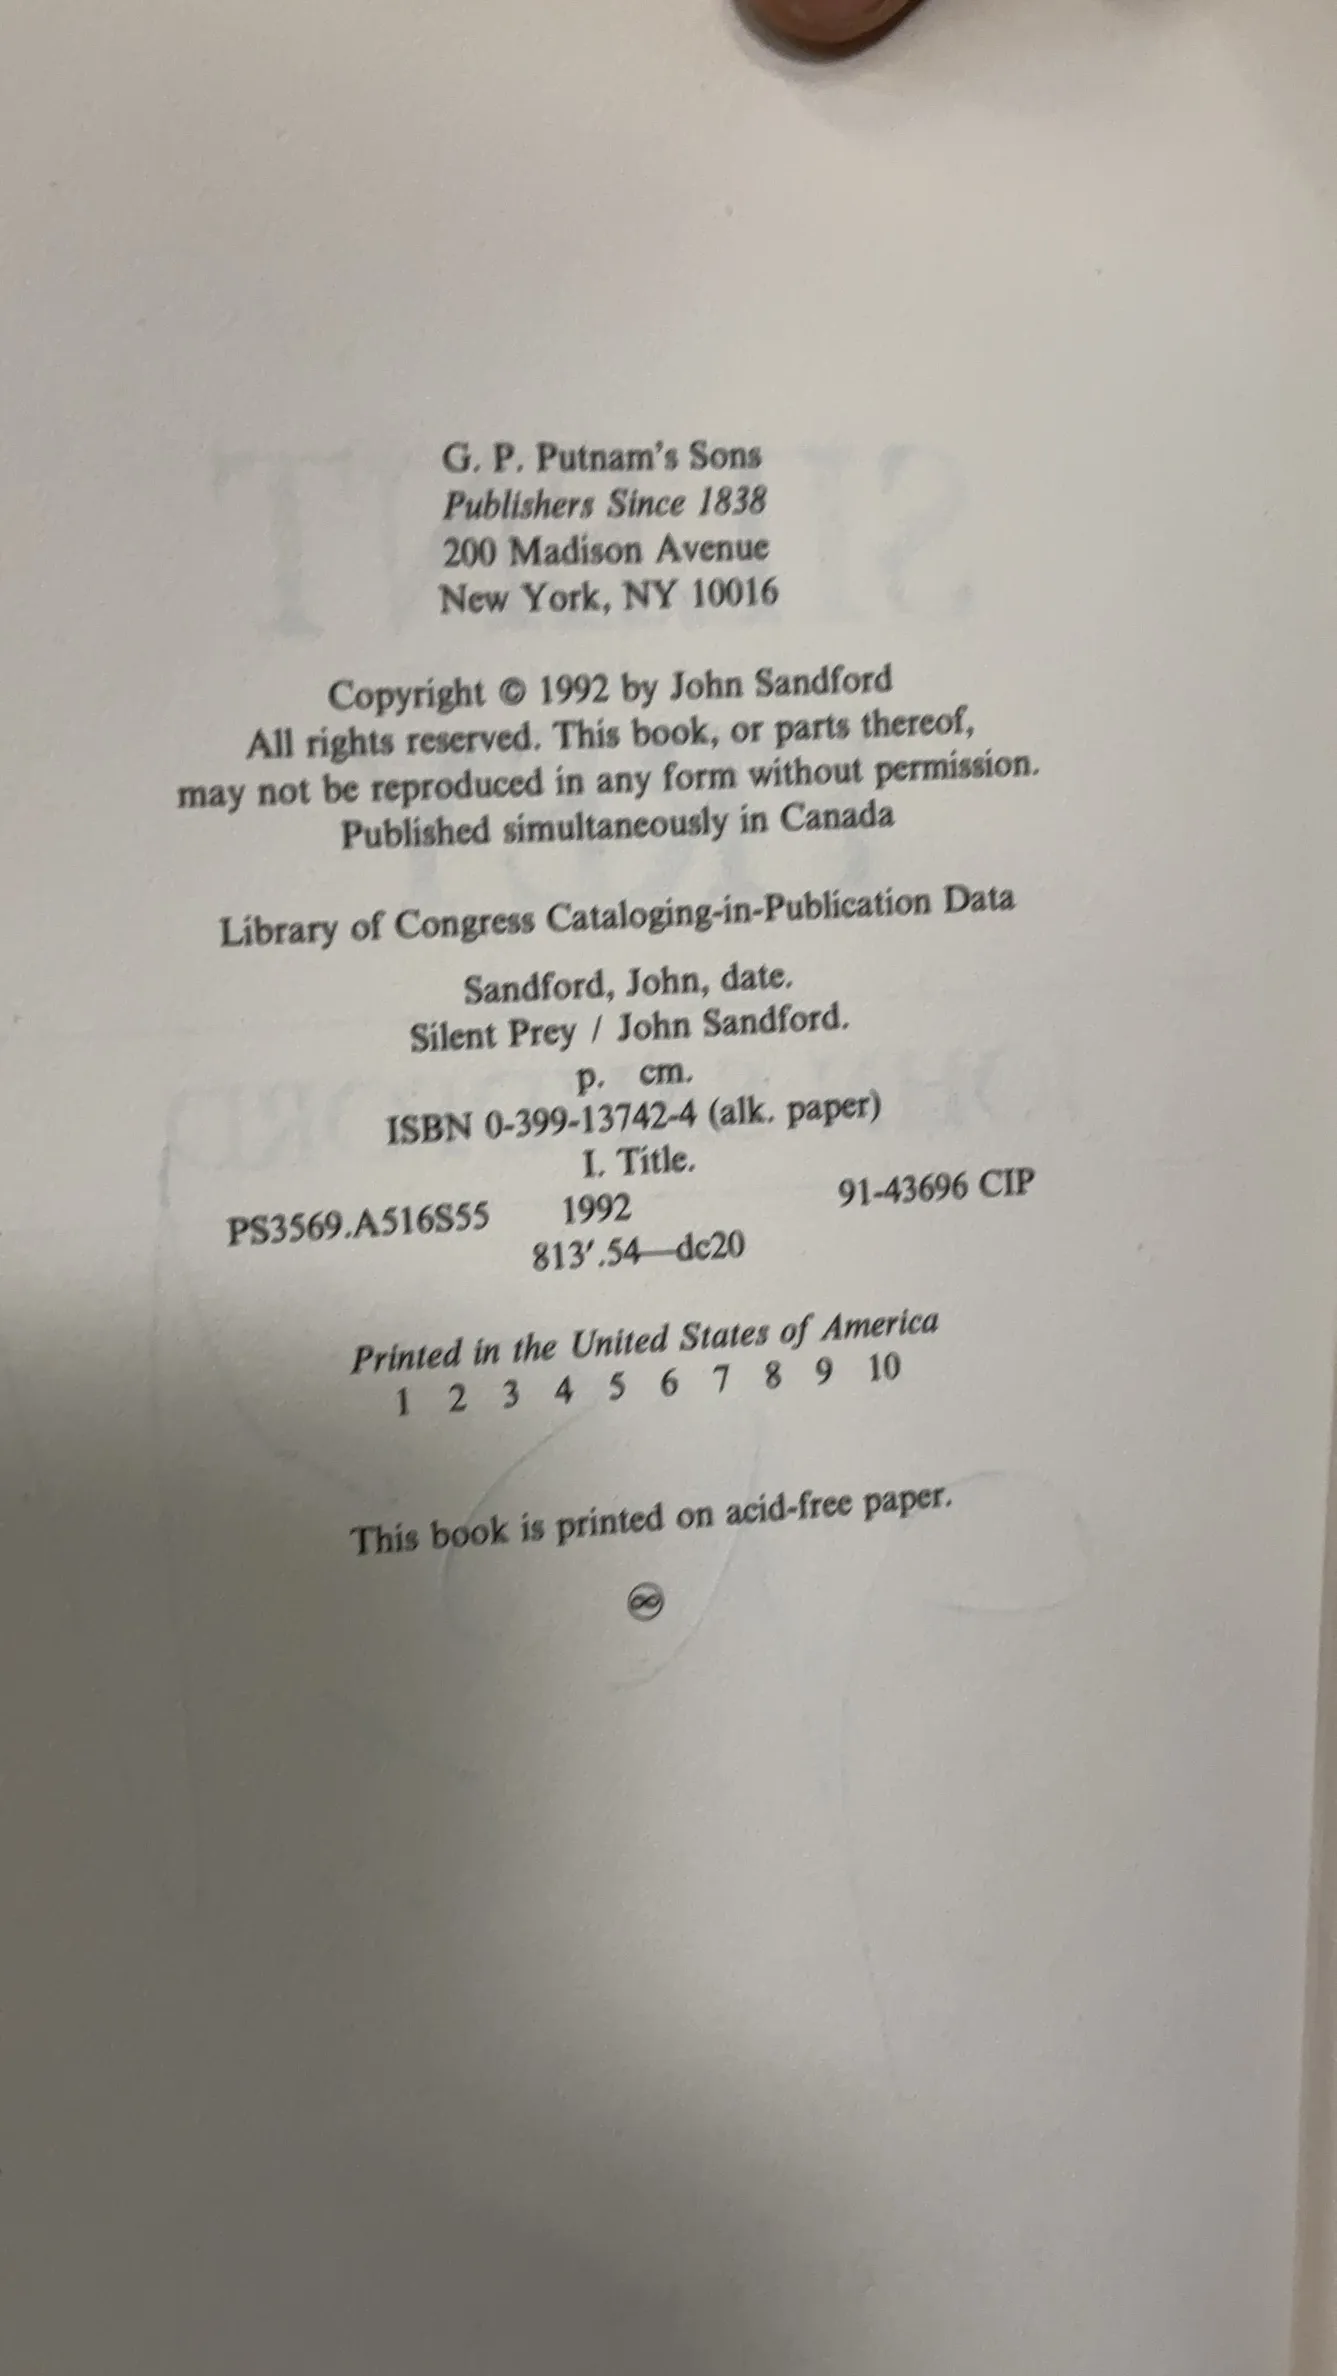 G. P. Putnam's Sons
Publishers Since 1838
200 Madison Avenue
New York, NY 10016
Copyright © 1992 by John Sandford
All rights reserved. This book, or parts thereof,
may not be reproduced in any form without permission.
Published simultaneously in Canada
Library of Congress Cataloging-in-Publication Data
Sandford, John, date.
Silent Prey / John Sandford.
p. cm.
ISBN 0-399-13742-4 (alk. paper)
I. Title.
PS3569.A516S55 1992 91-43696 CIP
813'.54—dc20
Printed in the United States of America
1 2 3 4 5 6 7 8 9 10
This book is printed on acid-free paper.
♾